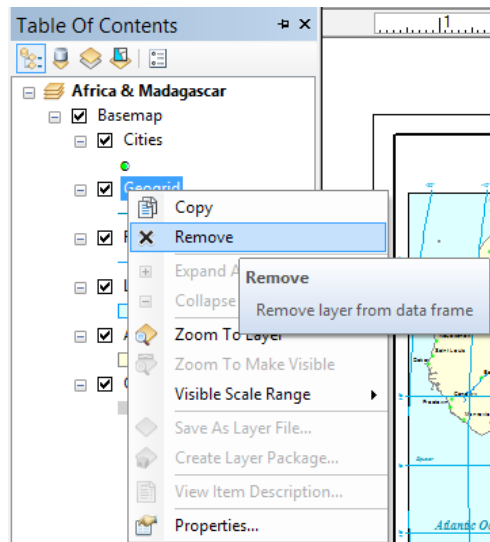 Table Of Contents
1
Africa & Madagascar
Basemap
Cities
Geogrid
Copy
Remove
Expand A
Remove
Collapse
Remove layer from data frame
Zoom To Layer
Zoom To Make Visible
Visible Scale Range
Save As Layer File...
Create Layer Package...
View Item Description...
Properties...
Atlantic Oc